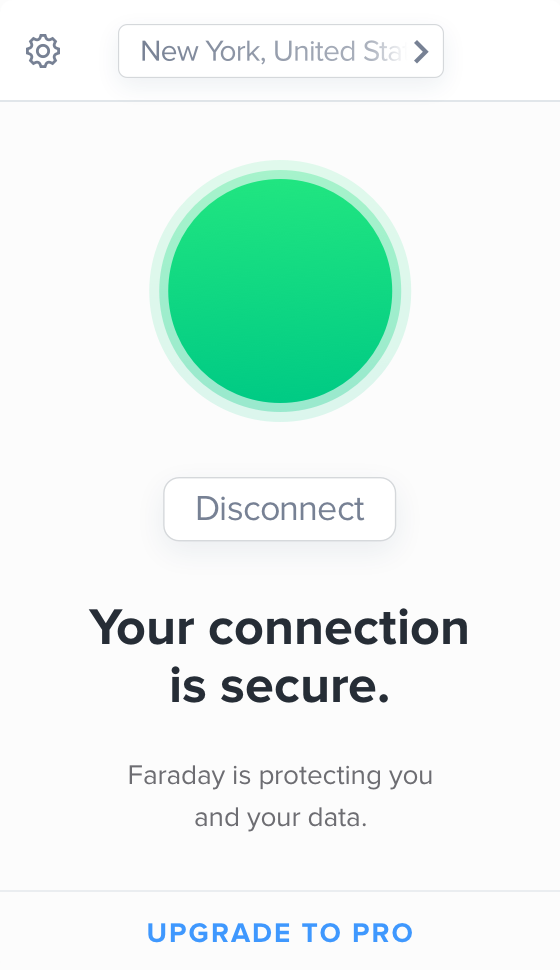 New York, United Sta
Disconnect
Your connection
is secure.
Faraday is protecting you
and your data.
UPGRADE TO PRO